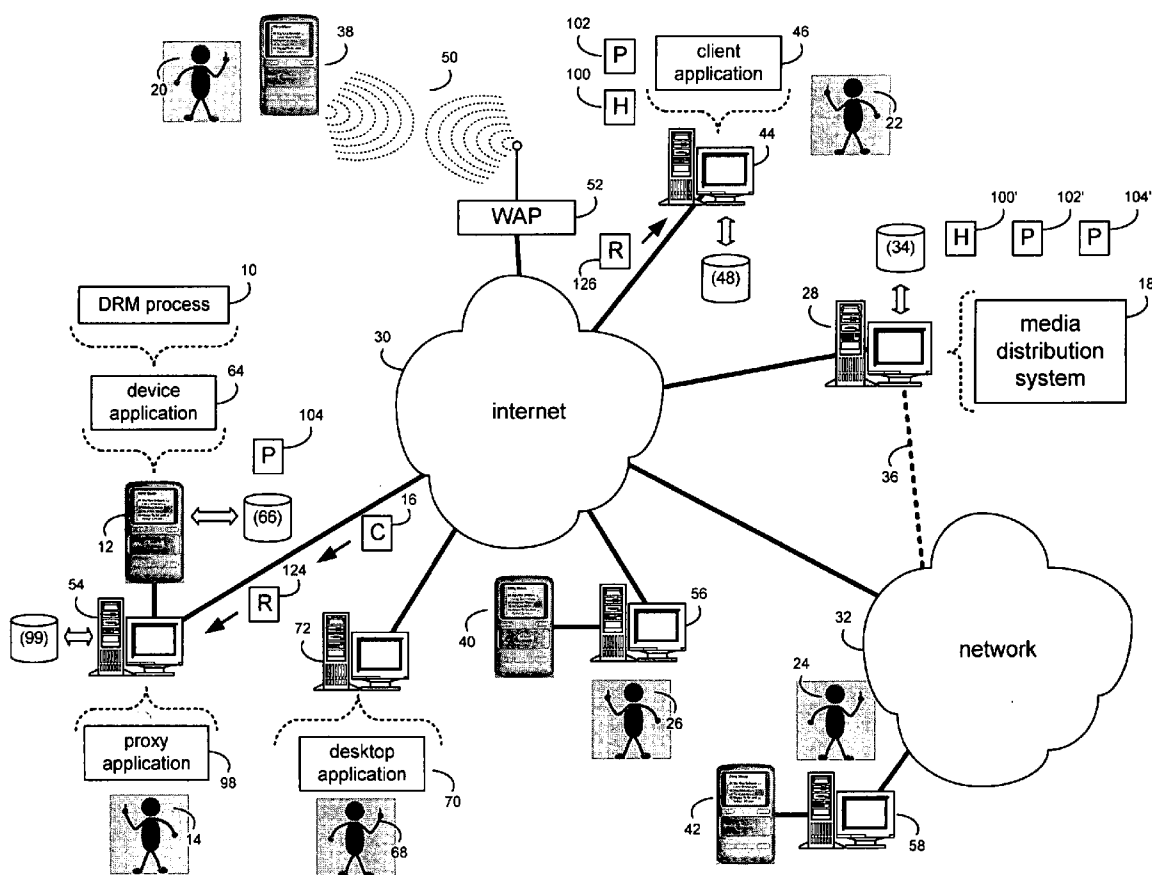 38
102
P
client
application
46
20
50
100
H
22
44
WAP
52
R
126
(48)
100'
102'
104'
H
P
P
(34)
28
18
media
distribution
system
10
DRM process
64
device
application
30
internet
104
P
36
12
(66)
16
C
54
124
R
(99)
72
40
56
32
network
24
26
proxy
application
98
desktop
application
70
14
68
42
58